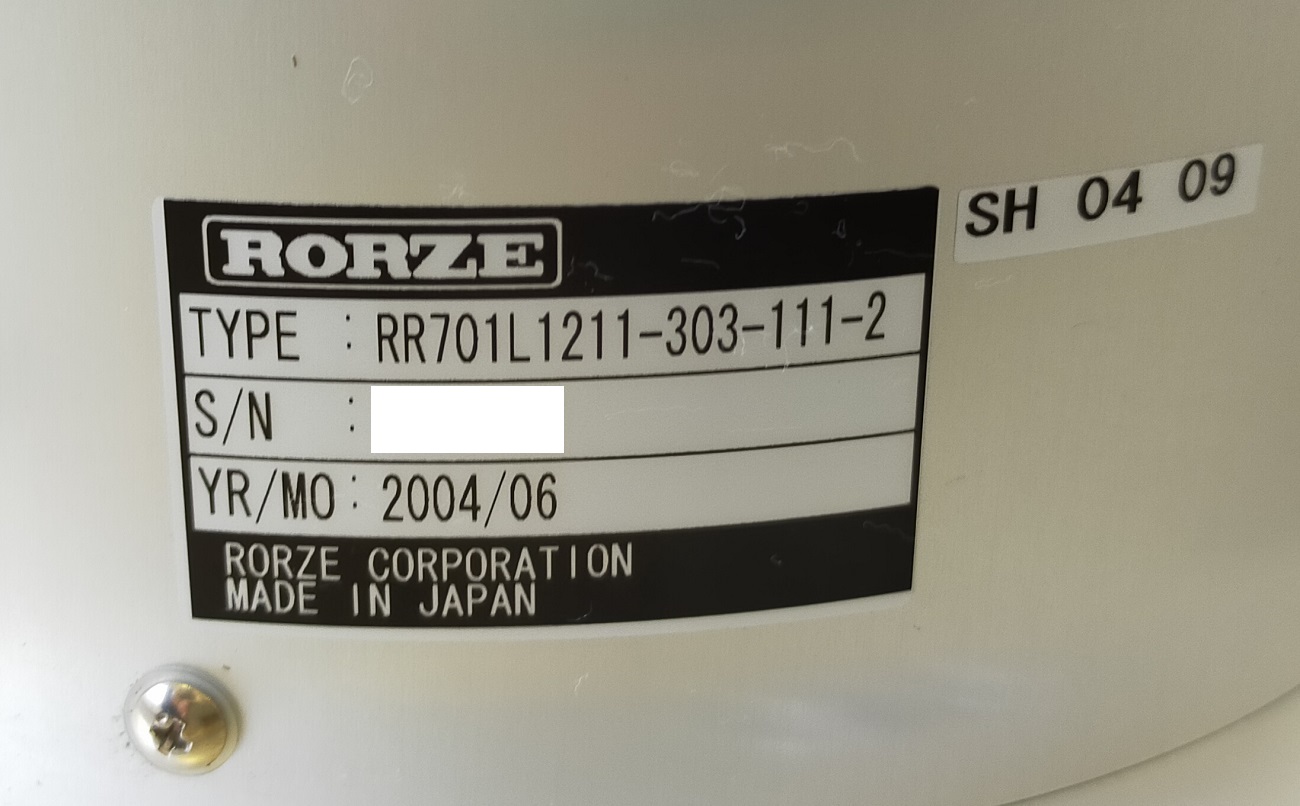 RORZE
SH 04 09
TYPE : RR701L1211-303-111-2
S/N :
YR/MO: 2004/06
RORZE CORPORATION
MADE IN JAPAN